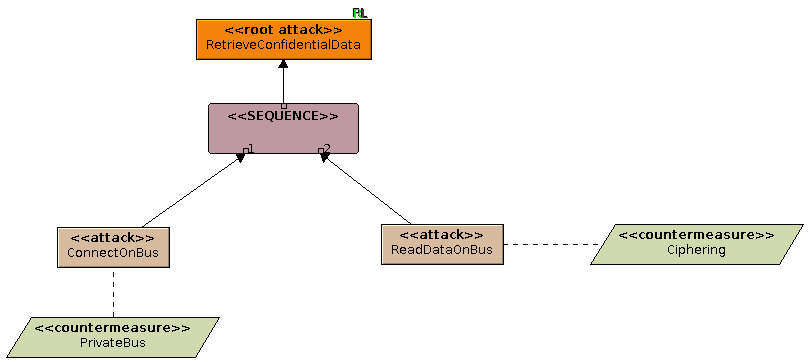 RL
<<root attack>>
RetrieveConfidentialData
<<SEQUENCE>>
1
2
<<attack>>
ConnectOnBus
<<attack>>
ReadDataOnBus
<<countermeasure>>
Ciphering
<<countermeasure>>
PrivateBus